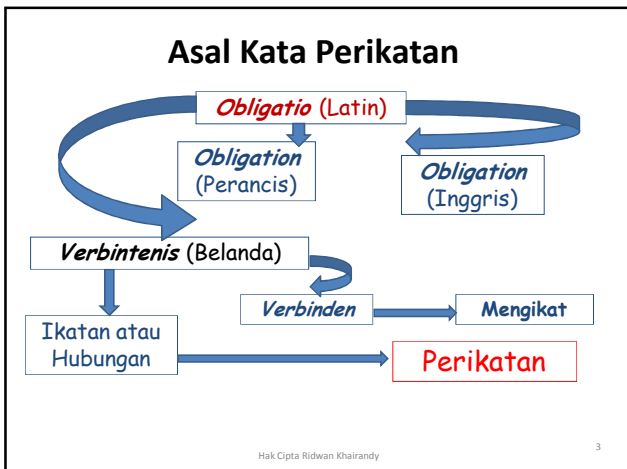 Asal Kata Perikatan
Obligatio (Latin)
Obligation
(Perancis)
Obligation
(Inggris)
Verbintenis (Belanda)
Verbinden
Mengikat
Ikatan atau
Hubungan
Perikatan
Hak Cipta Ridwan Khairandy
3